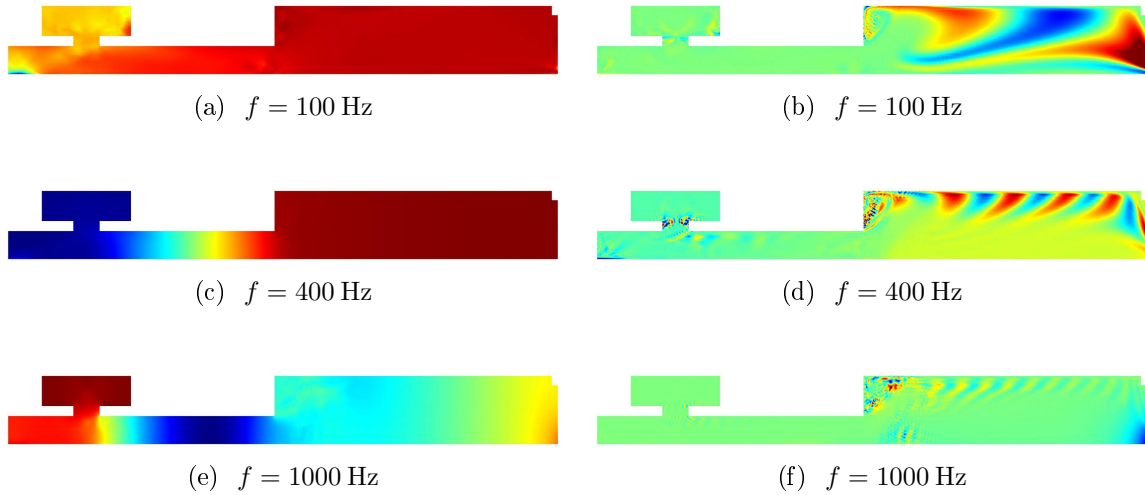 (a) f = 100 Hz
(b) f = 100 Hz
(c) f = 400 Hz
(d) f = 400 Hz
(e) f = 1000 Hz
(f) f = 1000 Hz